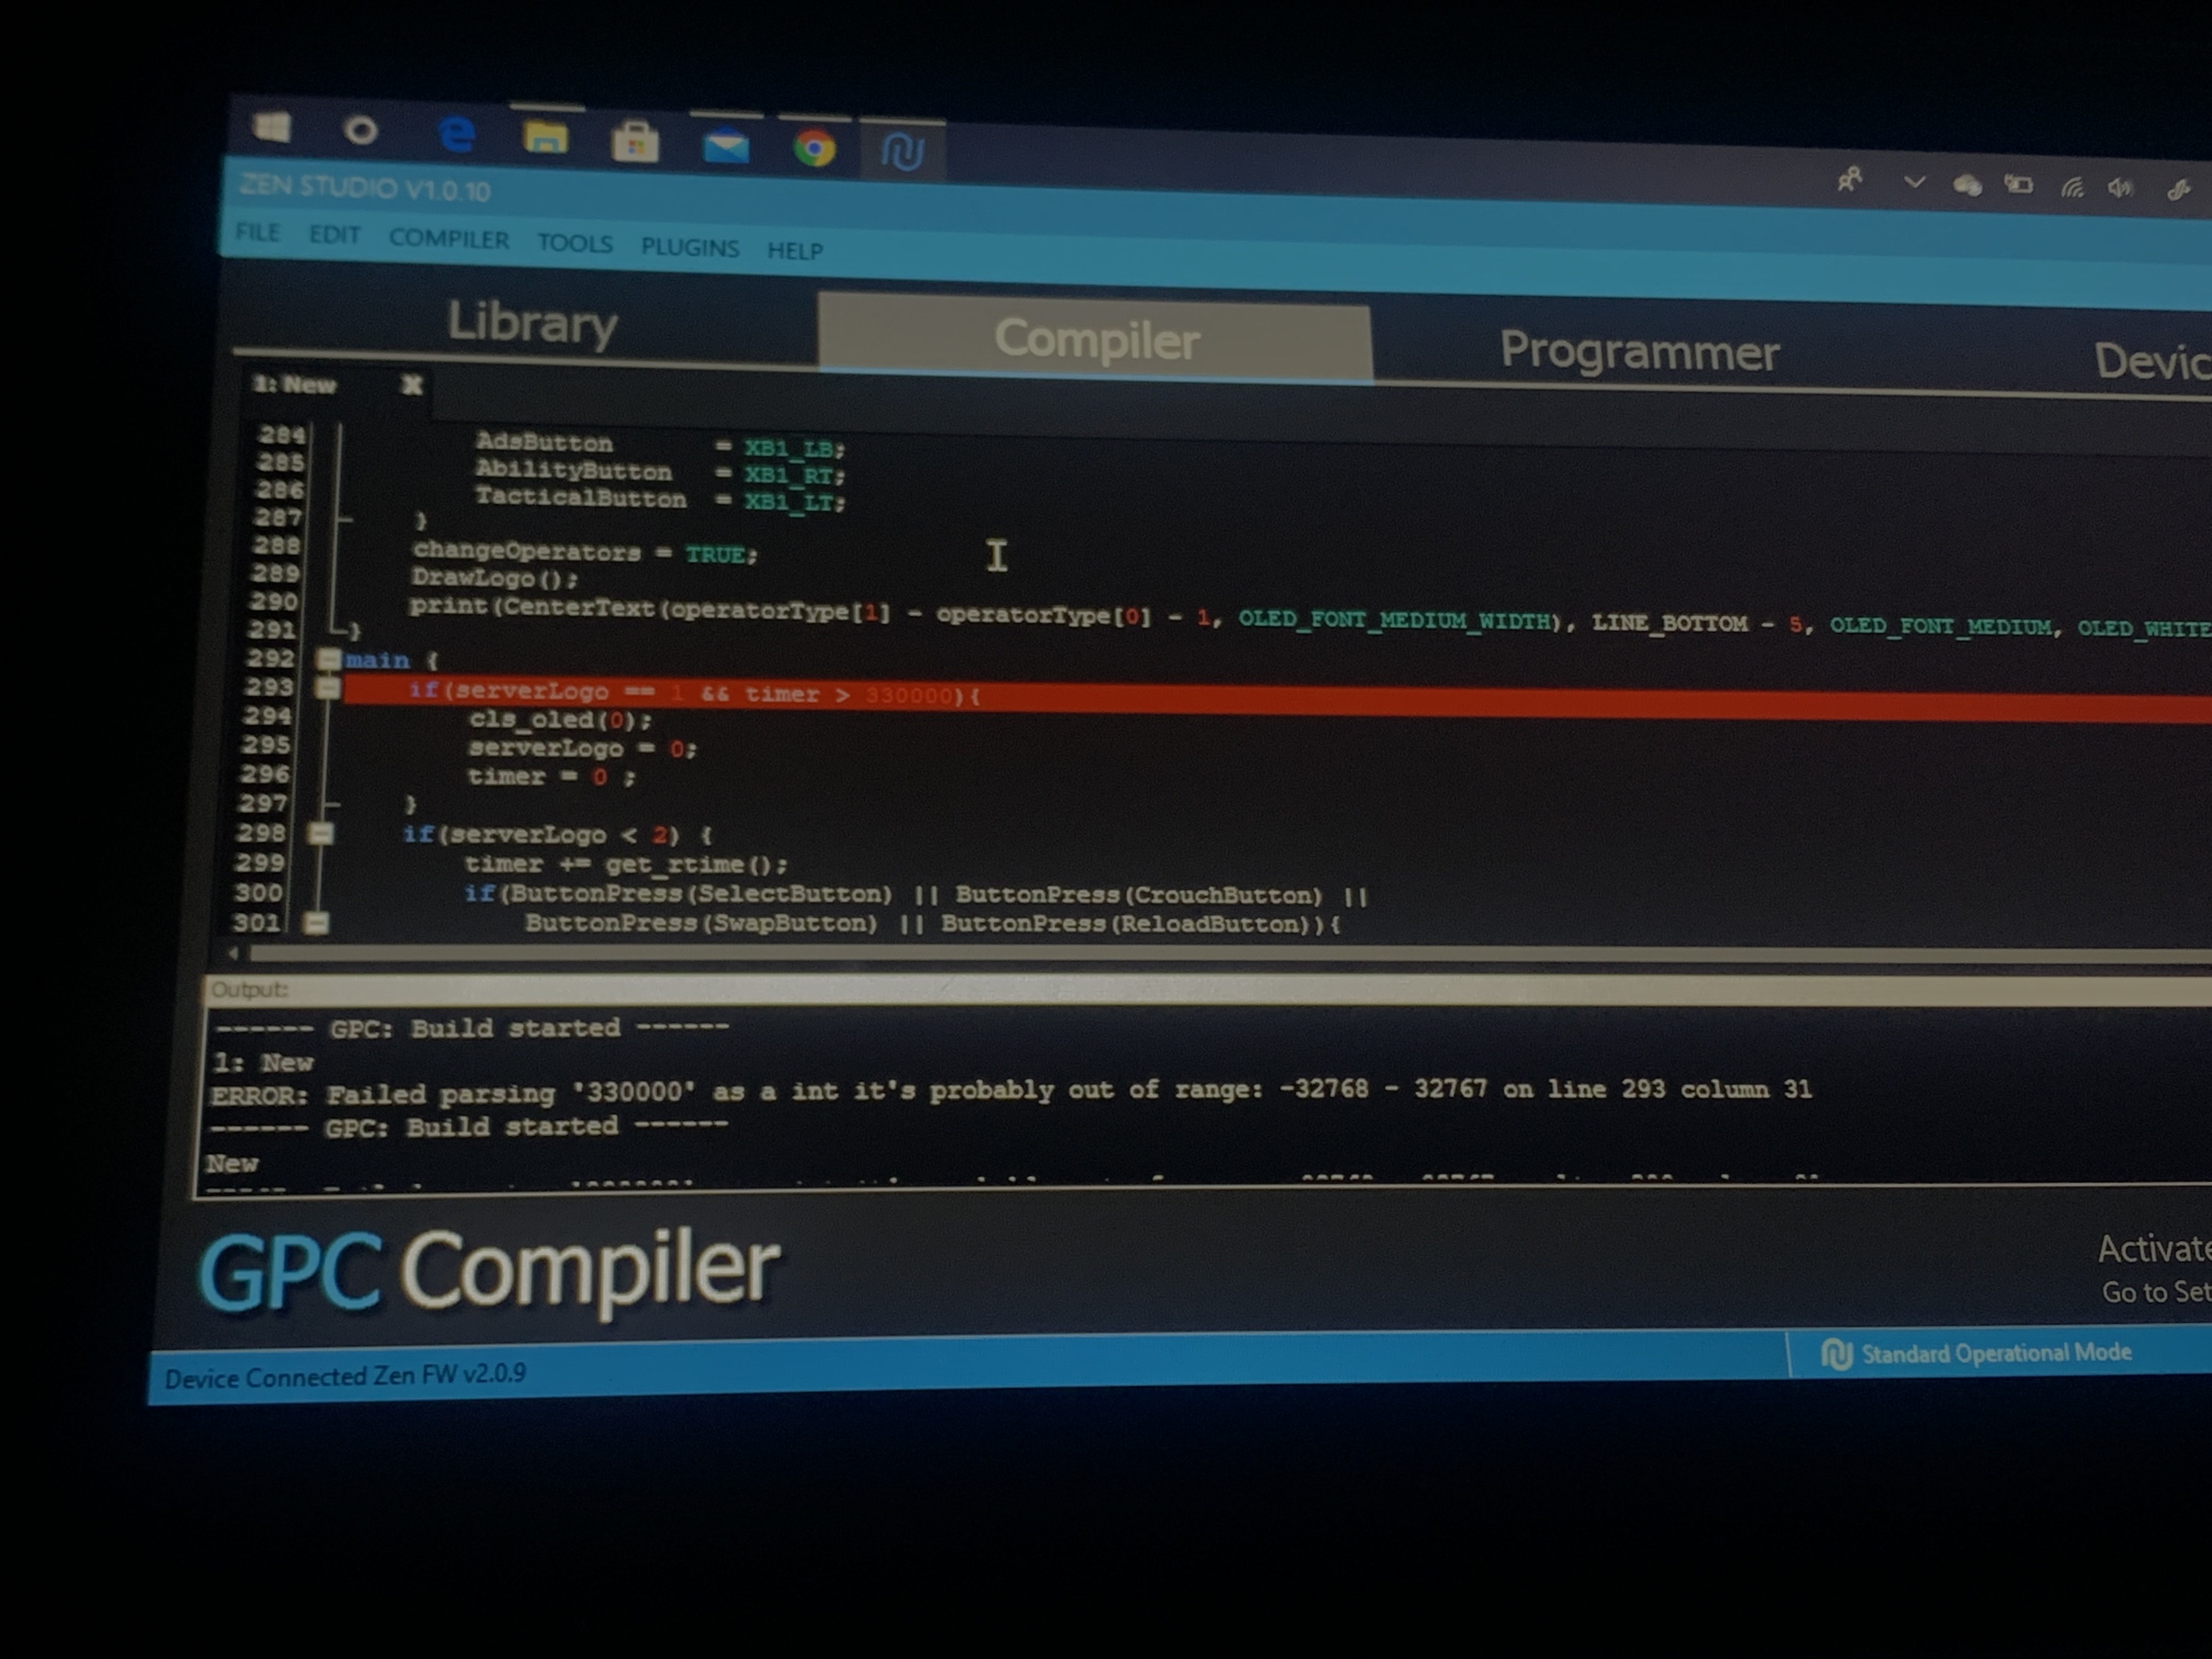 ZEN STUDIO V1.0.10
FILE EDIT COMPILER TOOLS PLUGINS HELP
Library Compiler Programmer Devic
1: New X
284 AdsButton = XB1_LB;
285 AbilityButton = XB1_RT;
286 TacticalButton = XB1_LT;
287 }
288 changeOperators = TRUE;
289 DrawLogo();
290 print(CenterText(operatorType[1] - operatorType[0] - 1, OLED_FONT_MEDIUM_WIDTH), LINE_BOTTOM - 5, OLED_FONT_MEDIUM, OLED_WHITE
291 }
292 main {
293 if(serverLogo == 1 && timer > 330000){
294 cls_oled(0);
295 serverLogo = 0;
296 timer = 0 ;
297 }
298 if(serverLogo < 2) {
299 timer += get_rtime();
300 if(ButtonPress(SelectButton) || ButtonPress(CrouchButton) ||
301 ButtonPress(SwapButton) || ButtonPress(ReloadButton)){
Output:
------ GPC: Build started ------
1: New
ERROR: Failed parsing '330000' as a int it's probably out of range: -32768 - 32767 on line 293 column 31
------ GPC: Build started ------
New
GPC Compiler
Activate
Go to Set
Device Connected Zen FW v2.0.9
Standard Operational Mode